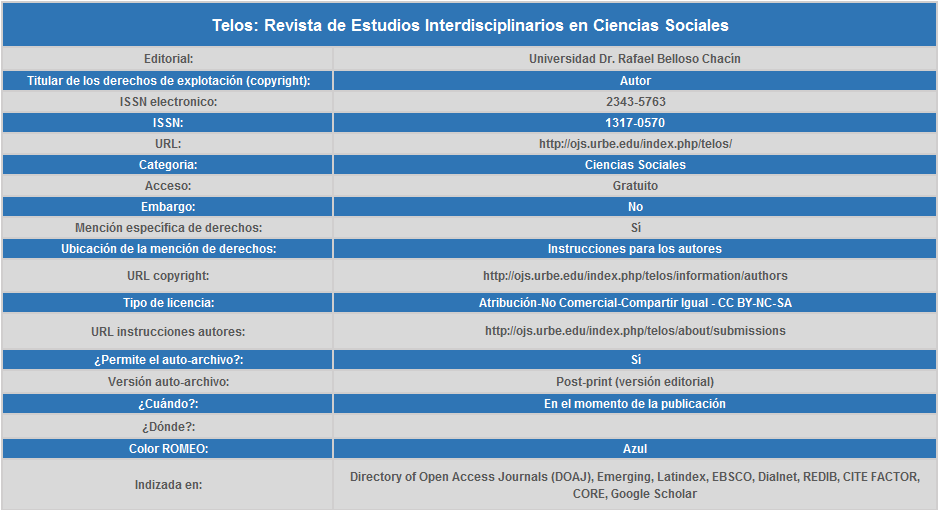 Telos: Revista de Estudios Interdisciplinarios en Ciencias Sociales
Editorial: Universidad Dr. Rafael Belloso Chacín
Titular de los derechos de explotación (copyright): Autor
ISSN electronico: 2343-5763
ISSN: 1317-0570
URL: http://ojs.urbe.edu/index.php/telos/
Categoria: Ciencias Sociales
Acceso: Gratuito
Embargo: No
Mención específica de derechos: Sí
Ubicación de la mención de derechos: Instrucciones para los autores
URL copyright: http://ojs.urbe.edu/index.php/telos/information/authors
Tipo de licencia: Atribución-No Comercial-Compartir Igual - CC BY-NC-SA
URL instrucciones autores: http://ojs.urbe.edu/index.php/telos/about/submissions
¿Permite el auto-archivo?: Sí
Versión auto-archivo: Post-print (versión editorial)
¿Cuándo?: En el momento de la publicación
¿Dónde?:
Color ROMEO: Azul
Indizada en: Directory of Open Access Journals (DOAJ), Emerging, Latindex, EBSCO, Dialnet, REDIB, CITE FACTOR,
CORE, Google Scholar